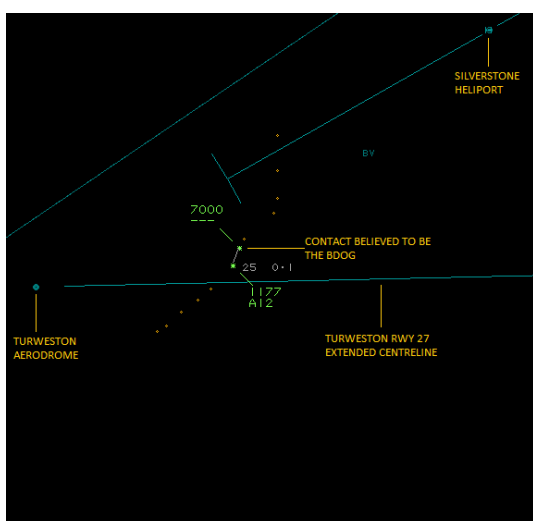 SILVERSTONE
HELIPORT
BV
7000
---
CONTACT BELIEVED TO BE
THE BDOG
25 0·1
1177
A12
TURWESTON
AERODROME
TURWESTON RWY 27
EXTENDED CENTRELINE